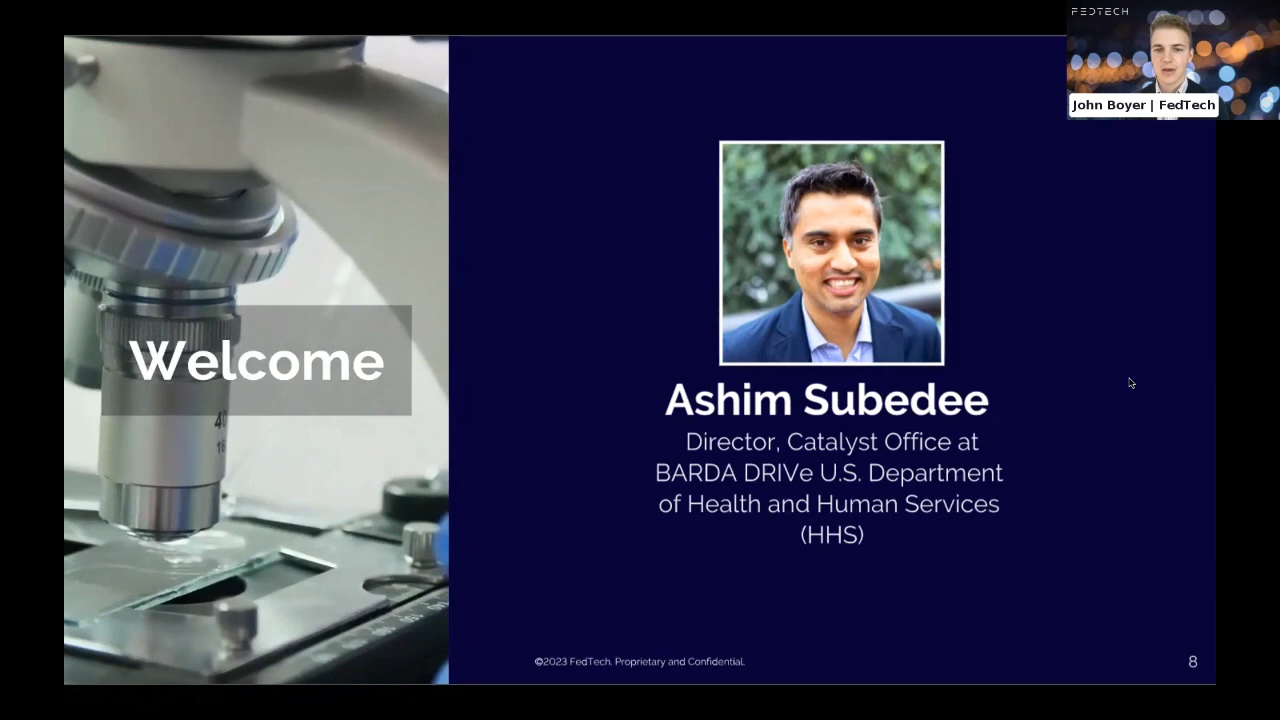 FEDTECH
John Boyer | FedTech
Welcome
40
Ashim Subedee
Director, Catalyst Office at
BARDA DRIVe U.S. Department
of Health and Human Services
(HHS)
©2023 FedTech. Proprietary and Confidential.
8